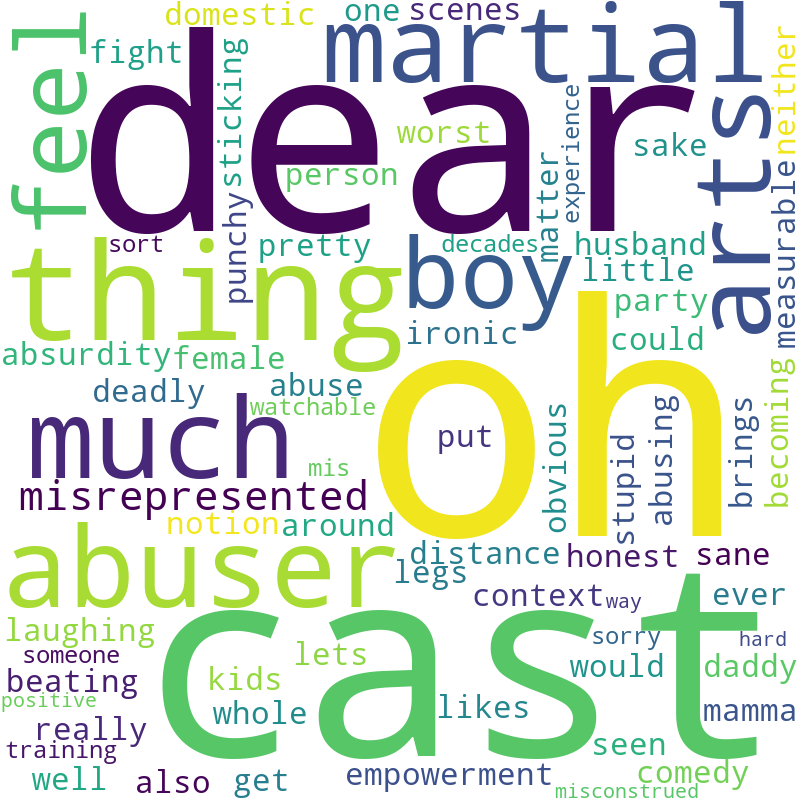 domestic
one
scenes
martial
feel
fight
dear
sticking
punchy
worst
person
experience
matter
sake
arts
neither
measurable
sort
pretty
decades
husband
thing
boy
little
party
ironic
could
absurdity
female
oh
deadly
abuse
watchable
much
put
obvious
stupid
abusing
brings
becoming
mis
misrepresented
notion
around
abuser
distance
honest
sane
legs
context
way
ever
cast
laughing
sorry
hard
someone
lets
would
daddy
beating
kids
positive
whole
likes
mamma
really
training
seen
well
also
get
empowerment
comedy
misconstrued